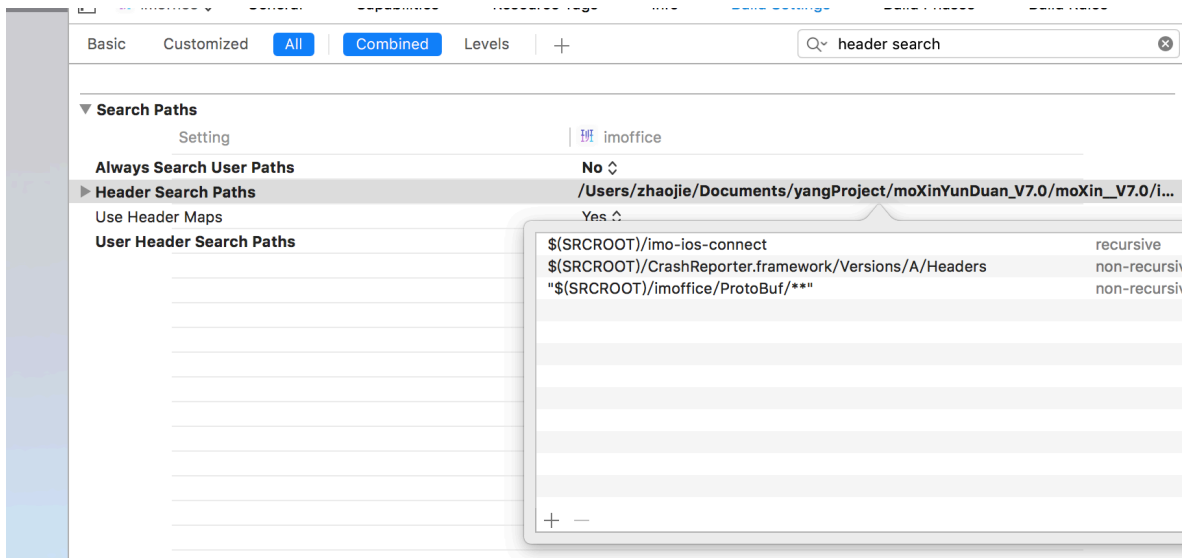 Basic Customized All Combined Levels + header search
Search Paths
Setting imoffice
Always Search User Paths No
Header Search Paths /Users/zhaojie/Documents/yangProject/moXinYunDuan_V7.0/moXin__V7.0/i...
Use Header Maps Yes
User Header Search Paths
$(SRCROOT)/imo-ios-connect recursive
$(SRCROOT)/CrashReporter.framework/Versions/A/Headers non-recursiv
"$(SRCROOT)/imoffice/ProtoBuf/**" non-recursiv